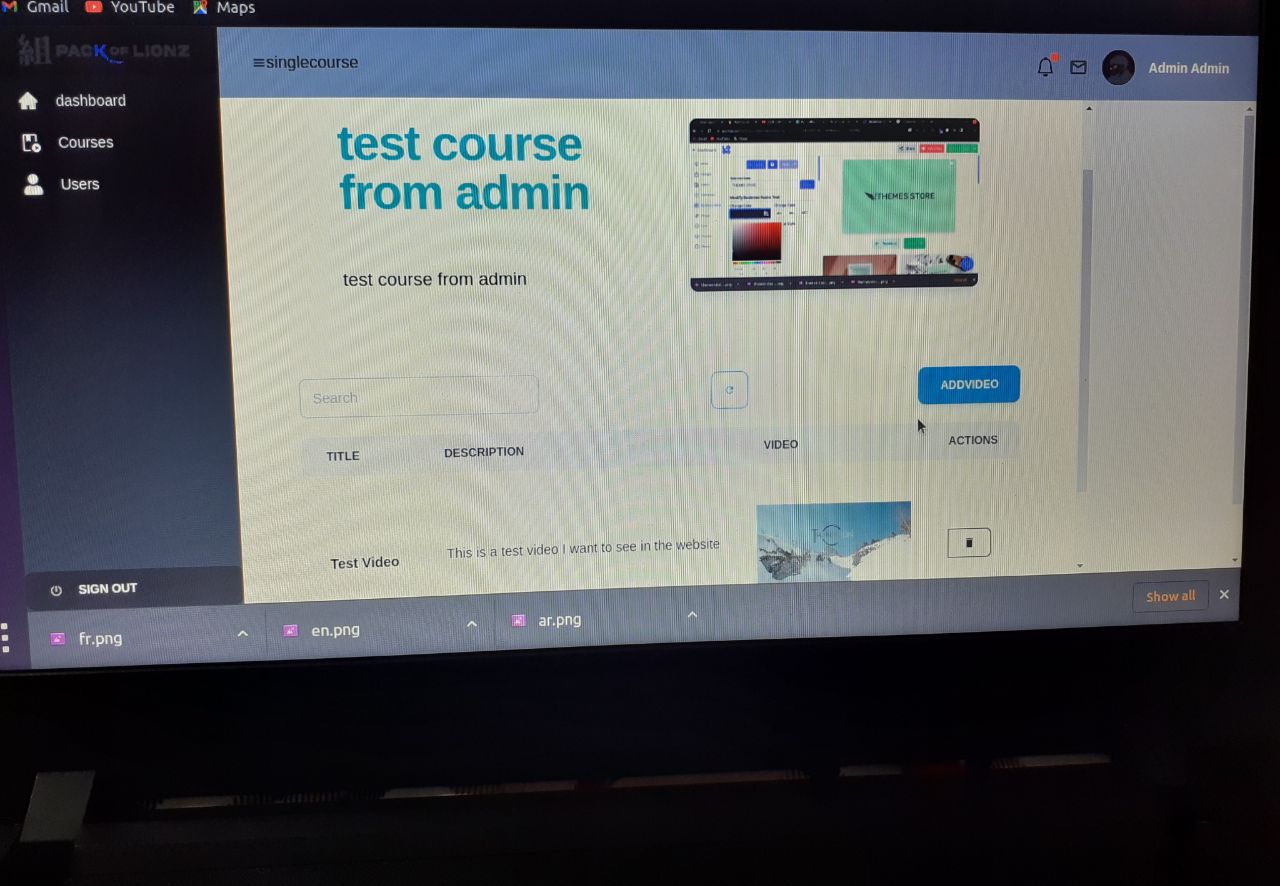 Gmail YouTube Maps
組 PACK OF LIONZ
singlecourse
Admin Admin
dashboard
Courses
Users
test course
from admin
test course from admin
THEMES STORE
Search
ADDVIDEO
TITLE DESCRIPTION VIDEO ACTIONS
Test Video This is a test video I want to see in the website
SIGN OUT
fr.png en.png ar.png Show all